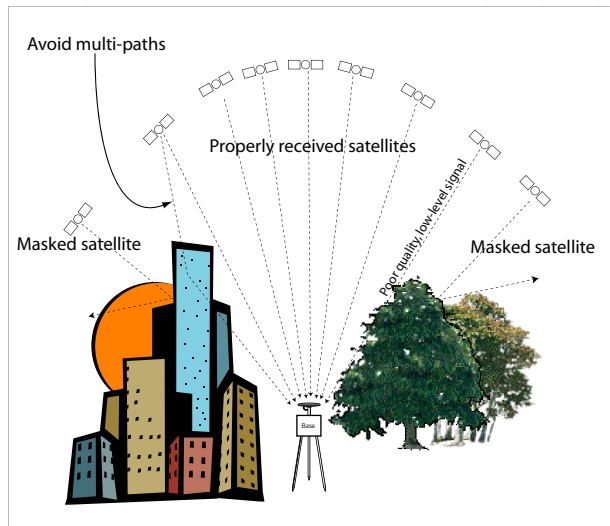 Avoid multi-paths
Properly received satellites
Poor quality low-level signal
Masked satellite
Masked satellite
Base